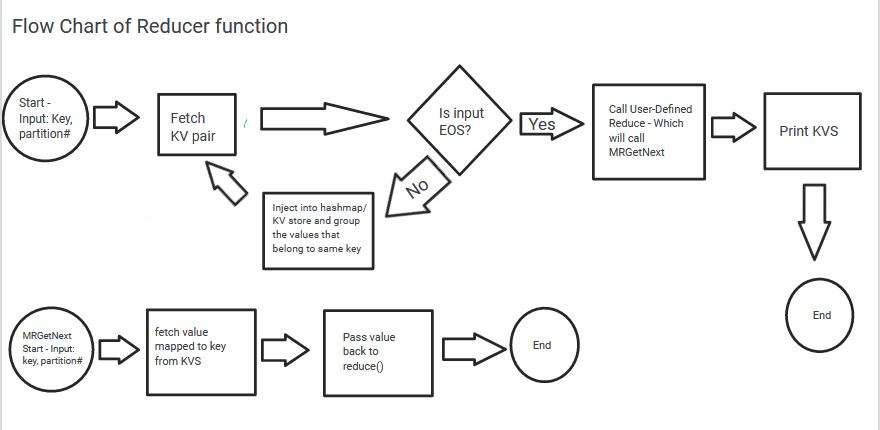 Flow Chart of Reducer function
Start -
Input: Key,
partition#
Fetch
KV pair
Is input
EOS?
Yes
Call User-Defined
Reduce - Which
will call
MRGetNext
Print KVS
No
Inject into hashmap/
KV store and group
the values that
belong to same key
End
MRGetNext
Start - Input:
key, partition#
fetch value
mapped to key
from KVS
Pass value
back to
reduce()
End